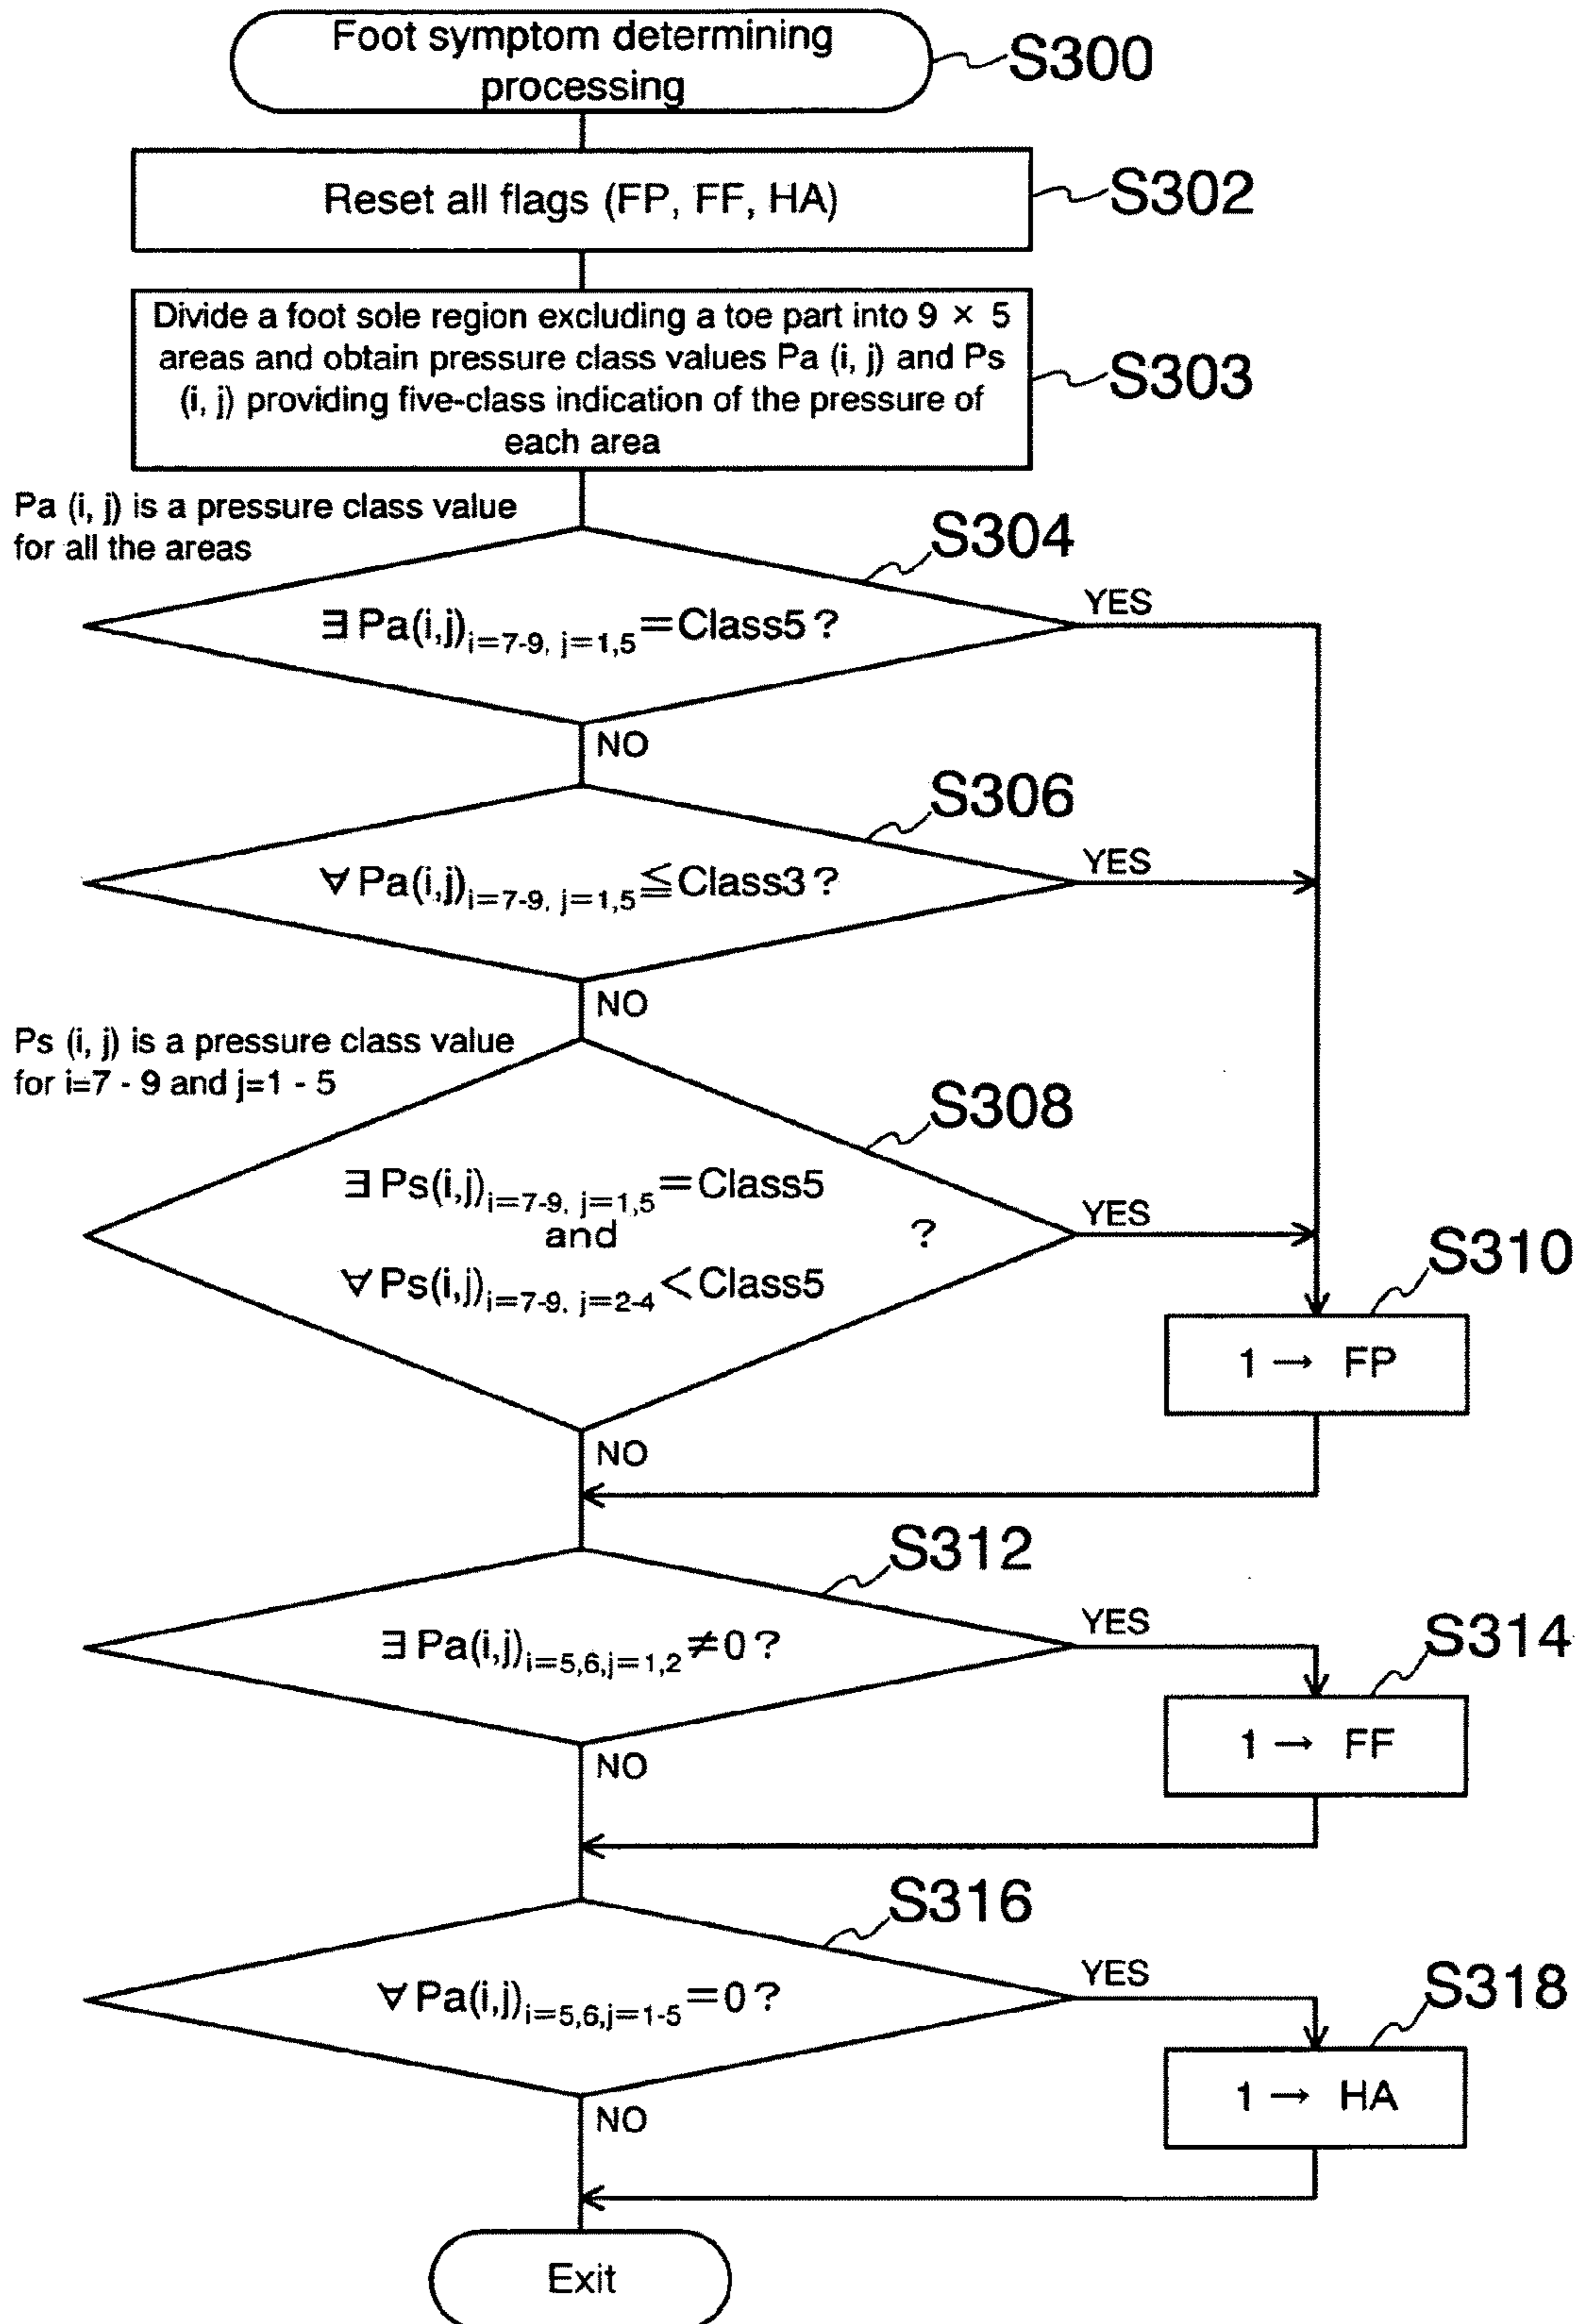 Foot symptom determining
processing
S300
Reset all flags (FP, FF, HA)
S302
Divide a foot sole region excluding a toe part into 9 × 5
areas and obtain pressure class values Pa (i, j) and Ps
(i, j) providing five-class indication of the pressure of
each area
S303
Pa (i, j) is a pressure class value
for all the areas
S304
∃ Pa(i,j)i=7-9, j=1,5 = Class5 ?
YES
NO
S306
∀ Pa(i,j)i=7-9, j=1,5 ≦ Class3 ?
YES
NO
Ps (i, j) is a pressure class value
for i=7 - 9 and j=1 - 5
S308
∃ Ps(i,j)i=7-9, j=1,5 = Class5
and ?
∀ Ps(i,j)i=7-9, j=2-4 < Class5
YES
S310
1 → FP
NO
S312
∃ Pa(i,j)i=5,6,j=1,2 ≠ 0 ?
YES
S314
1 → FF
NO
S316
∀ Pa(i,j)i=5,6,j=1-5 = 0 ?
YES
S318
1 → HA
NO
Exit